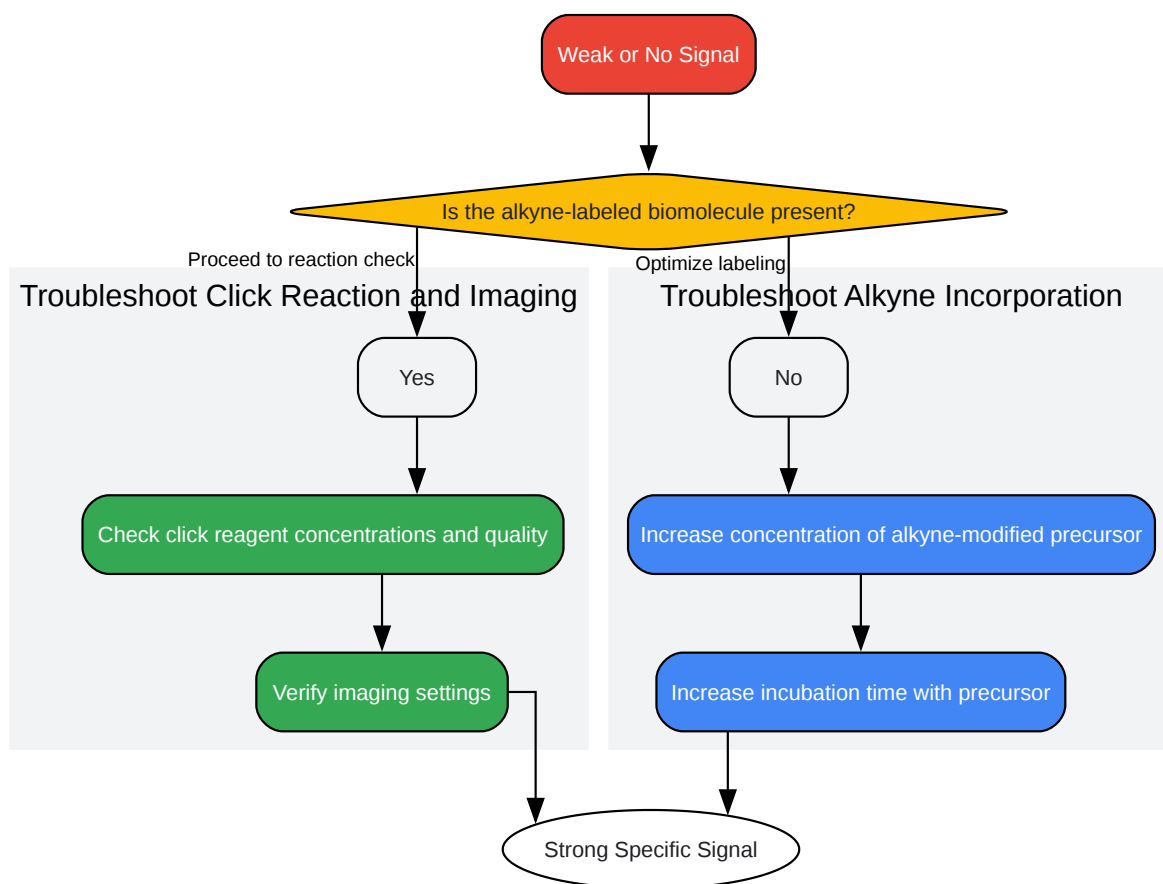 Weak or No Signal
Is the alkyne-labeled biomolecule present?
Proceed to reaction check
Optimize labeling
Troubleshoot Click Reaction and Imaging
Troubleshoot Alkyne Incorporation
Yes
No
Check click reagent concentrations and quality
Increase concentration of alkyne-modified precursor
Verify imaging settings
Increase incubation time with precursor
Strong Specific Signal